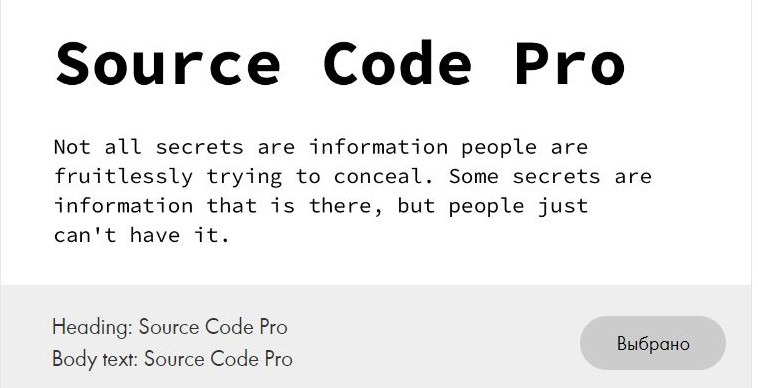 Source Code Pro
Not all secrets are information people are
fruitlessly trying to conceal. Some secrets are
information that is there, but people just
can't have it.
Heading: Source Code Pro
Body text: Source Code Pro
Выбрано